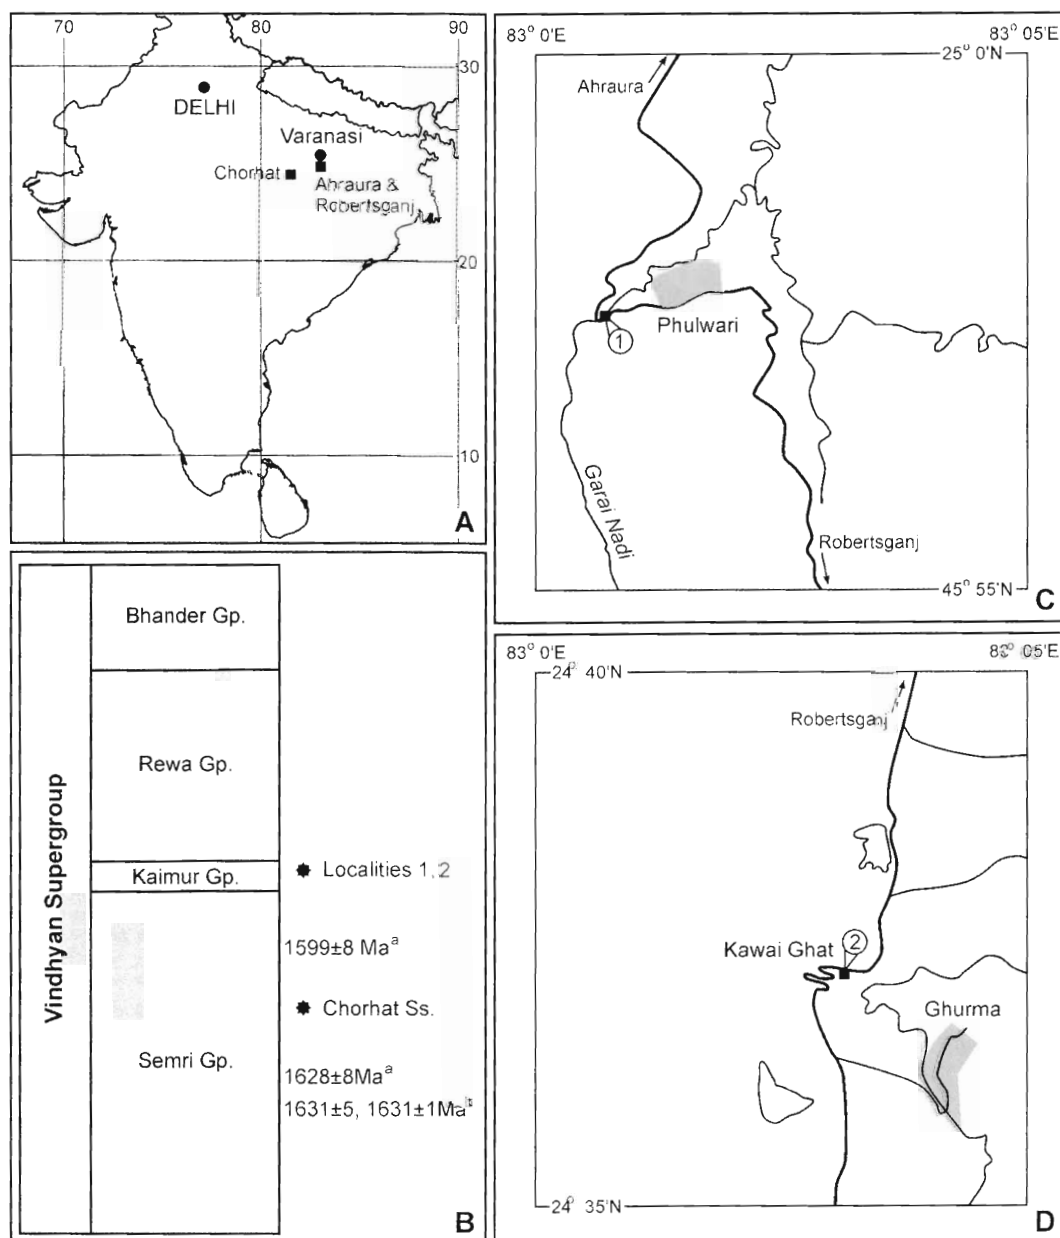 70 80 90
30
DELHI
Varanasi
Chorhat
Ahraura &
Robertsganj
20
10
A
Vindhyan Supergroup
Bhander Gp.
Rewa Gp.
Kaimur Gp.
Localities 1, 2
1599±8 Ma^a
Chorhat Ss.
Semri Gp.
1628±8Ma^a
1631±5, 1631±1Ma
B
83° 0'E 83° 05'E
25° 0'N
Ahraura
Phulwari
1
Garai Nadi
Robertsganj
45° 55'N
C
83° 0'E 05'E
24° 40'N
Robertsganj
Kawai Ghat 2
Ghurma
24° 35'N
D